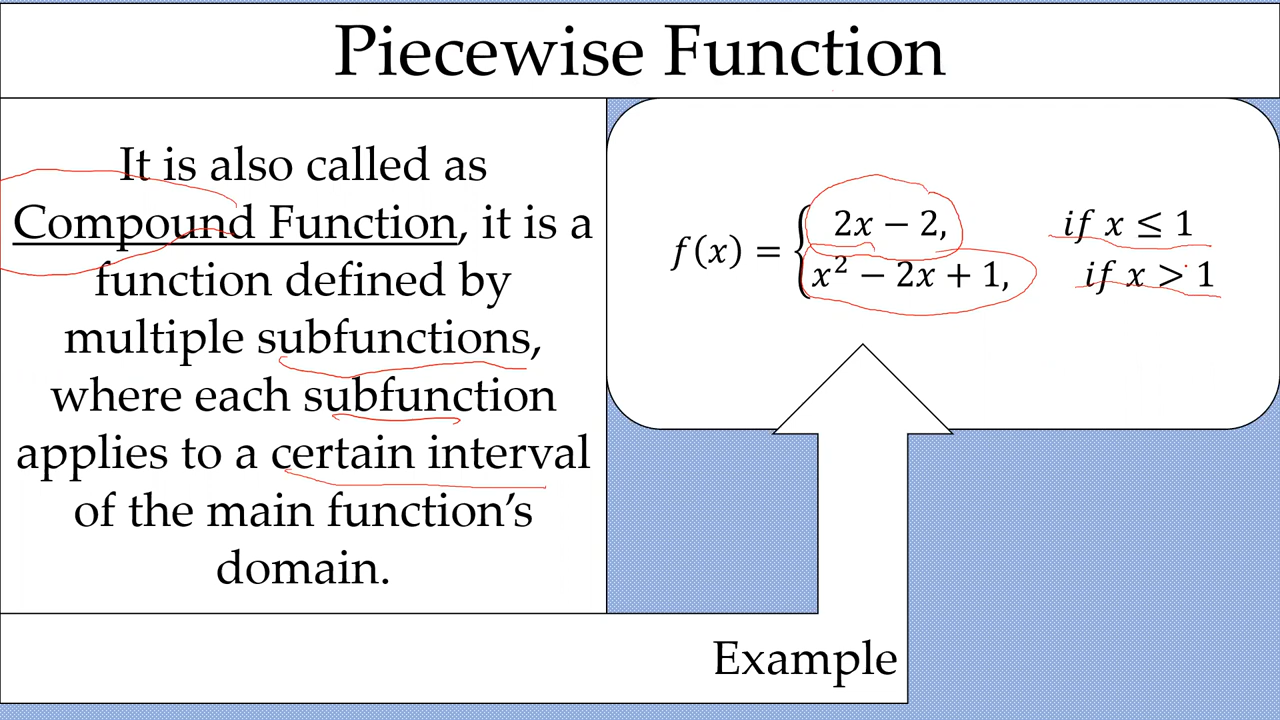 Piecewise Function
It is also called as
Compound Function, it is a
function defined by
multiple subfunctions,
where each subfunction
applies to a certain interval
of the main function’s
domain.
f(x) = {
2x − 2, if x ≤ 1
x² − 2x + 1, if x > 1
Example